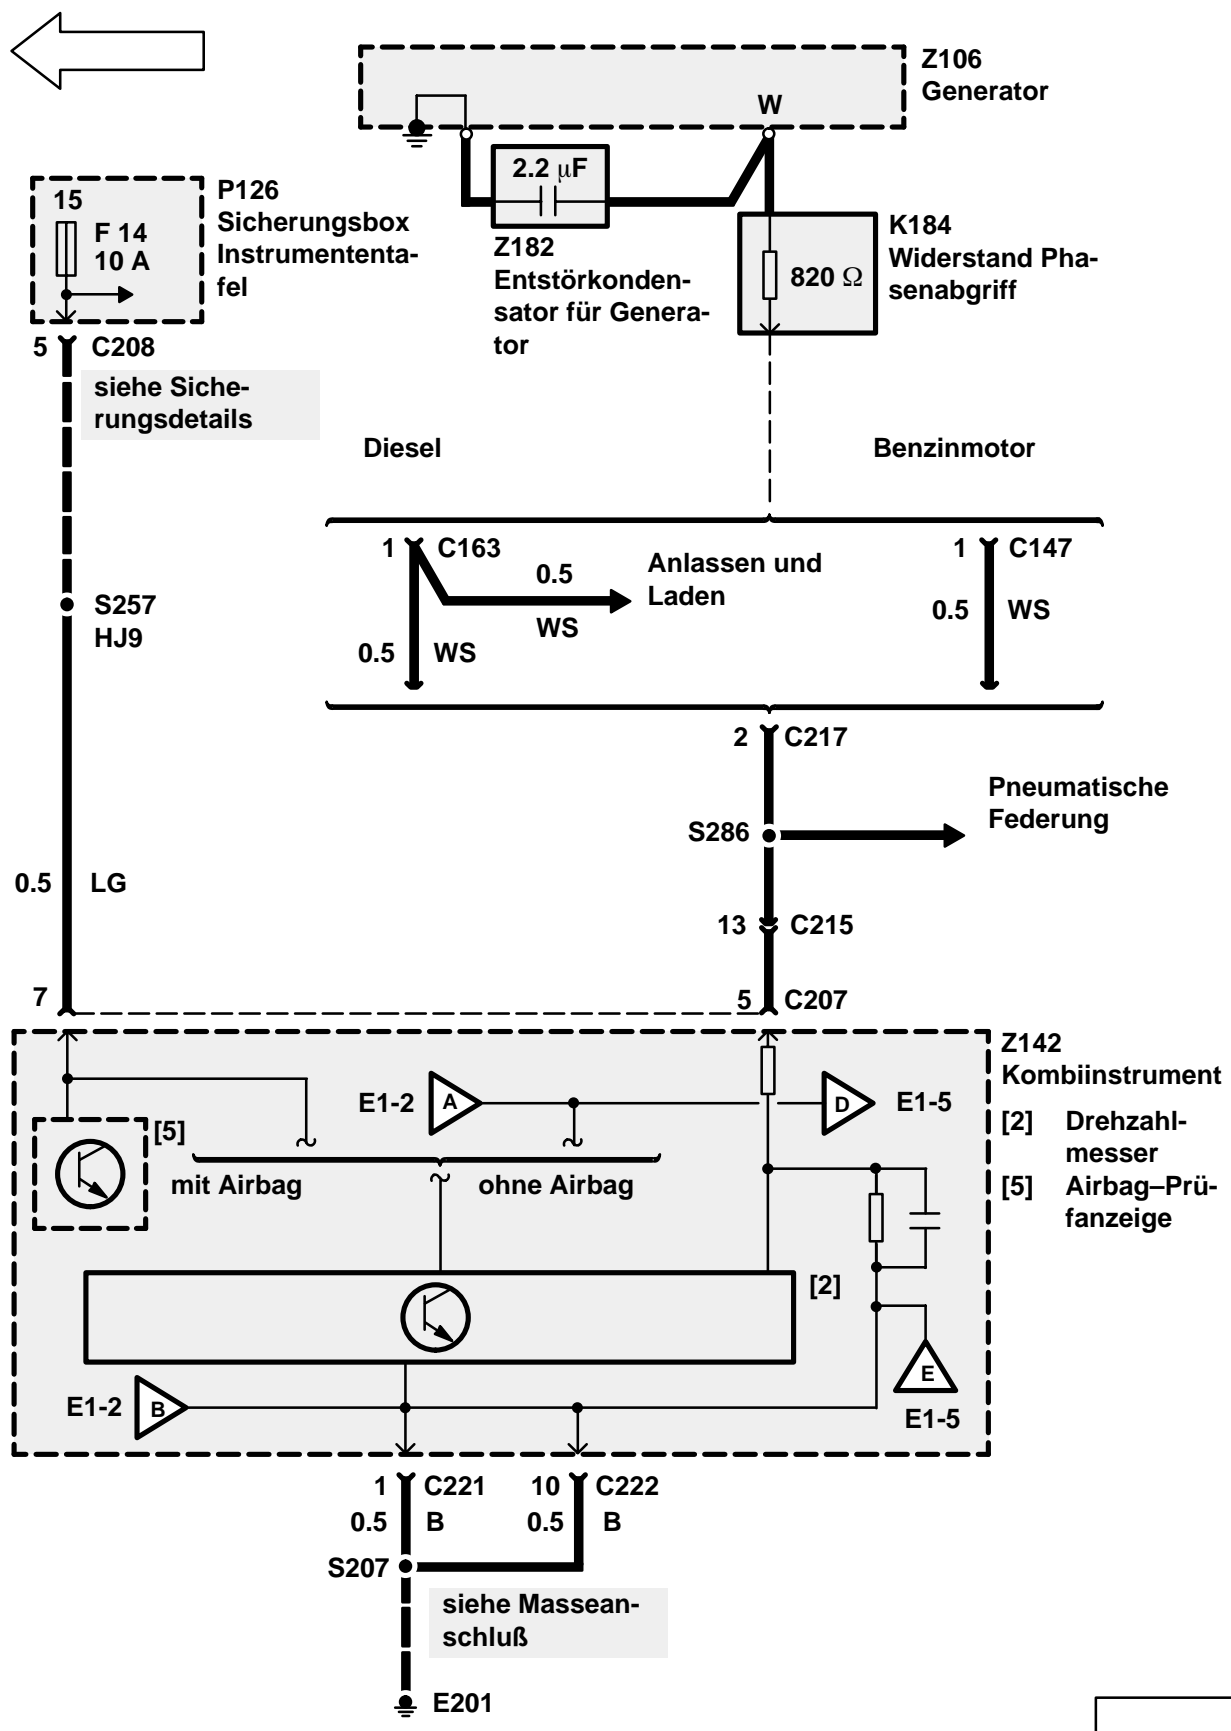 Z106
Generator
W
2.2 μF
Z182
Entstörkonden-
sator für Genera-
tor
K184
Widerstand Pha-
senabgriff
820 Ω
15
F 14
10 A
P126
Sicherungsbox
Instrumententa-
fel
5
C208
siehe Siche-
rungsdetails
Diesel
Benzinmotor
1
C163
0.5
WS
Anlassen und
Laden
0.5
WS
1
C147
0.5
WS
S257
HJ9
2
C217
S286
Pneumatische
Federung
0.5
LG
13
C215
7
5
C207
Z142
Kombiinstrument
[2] Drehzahl-
messer
[5] Airbag–Prü-
fanzeige
E1-2
A
D
E1-5
[5]
mit Airbag
ohne Airbag
[2]
E1-2
B
E
E1-5
1
C221
10
C222
0.5
B
0.5
B
S207
siehe Massean-
schluß
E201